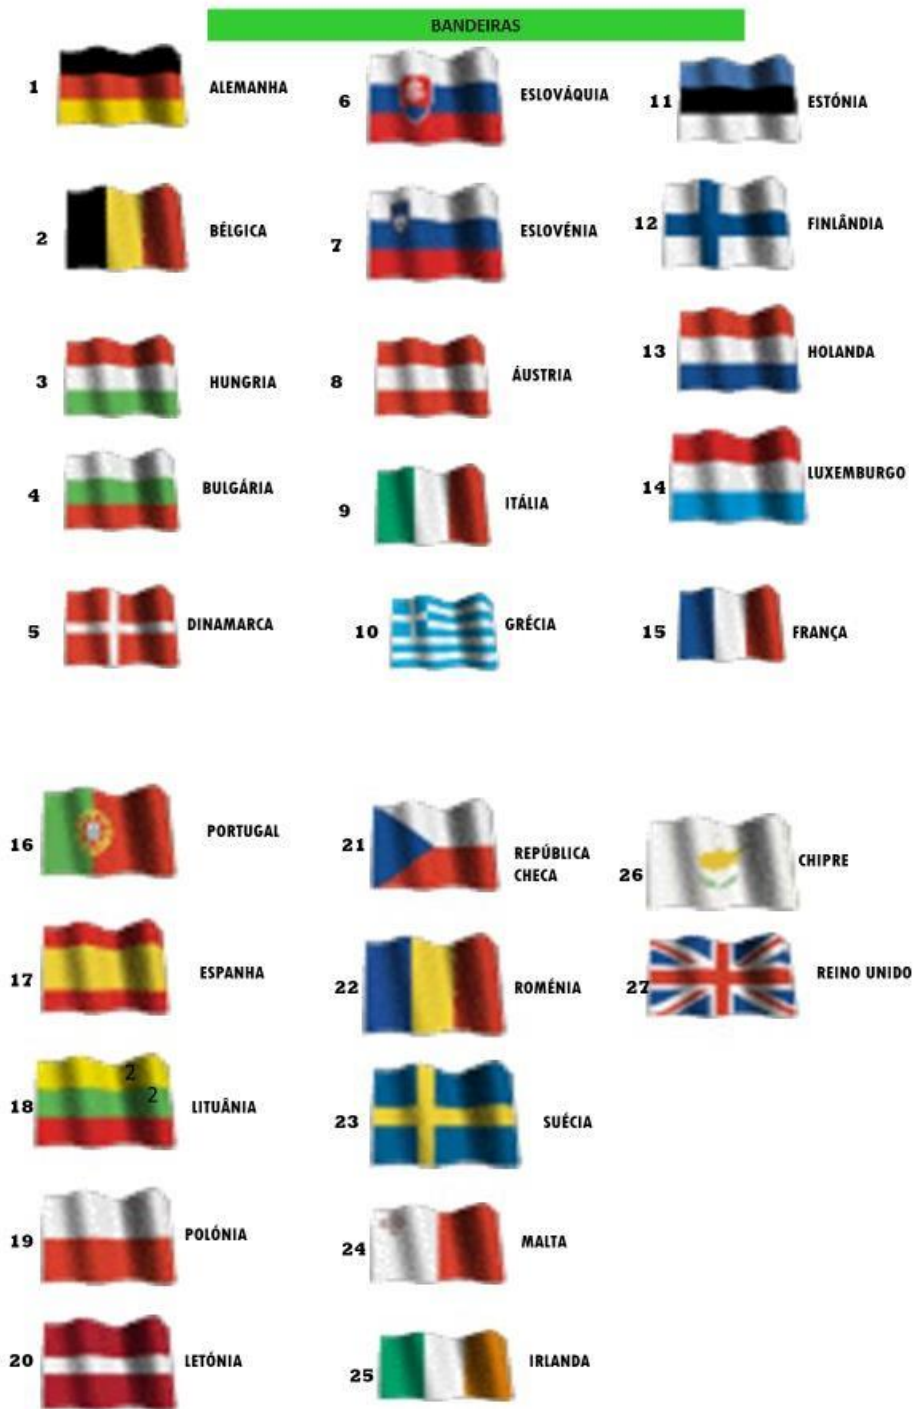 BANDEIRAS
1 ALEMANHA
2 BÉLGICA
3 HUNGRIA
4 BULGÁRIA
5 DINAMARCA
6 ESLOVÁQUIA
7 ESLOVÉNIA
8 ÁUSTRIA
9 ITÁLIA
10 GRÉCIA
11 ESTÓNIA
12 FINLÂNDIA
13 HOLANDA
14 LUXEMBURGO
15 FRANÇA
16 PORTUGAL
17 ESPANHA
2
2
18 LITUÂNIA
19 POLÓNIA
20 LETÓNIA
21 REPÚBLICA
CHECA
22 ROMÉNIA
23 SUÉCIA
24 MALTA
25 IRLANDA
26 CHIPRE
27 REINO UNIDO